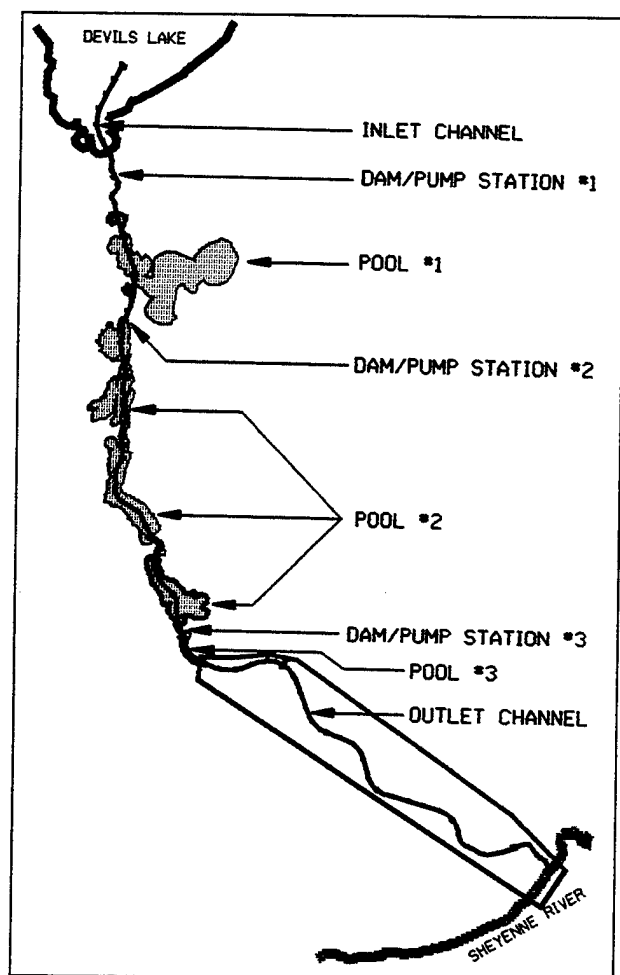 DEVILS LAKE
INLET CHANNEL
DAM/PUMP STATION #1
POOL #1
DAM/PUMP STATION #2
POOL #2
DAM/PUMP STATION #3
POOL #3
OUTLET CHANNEL
SHEYENNE RIVER